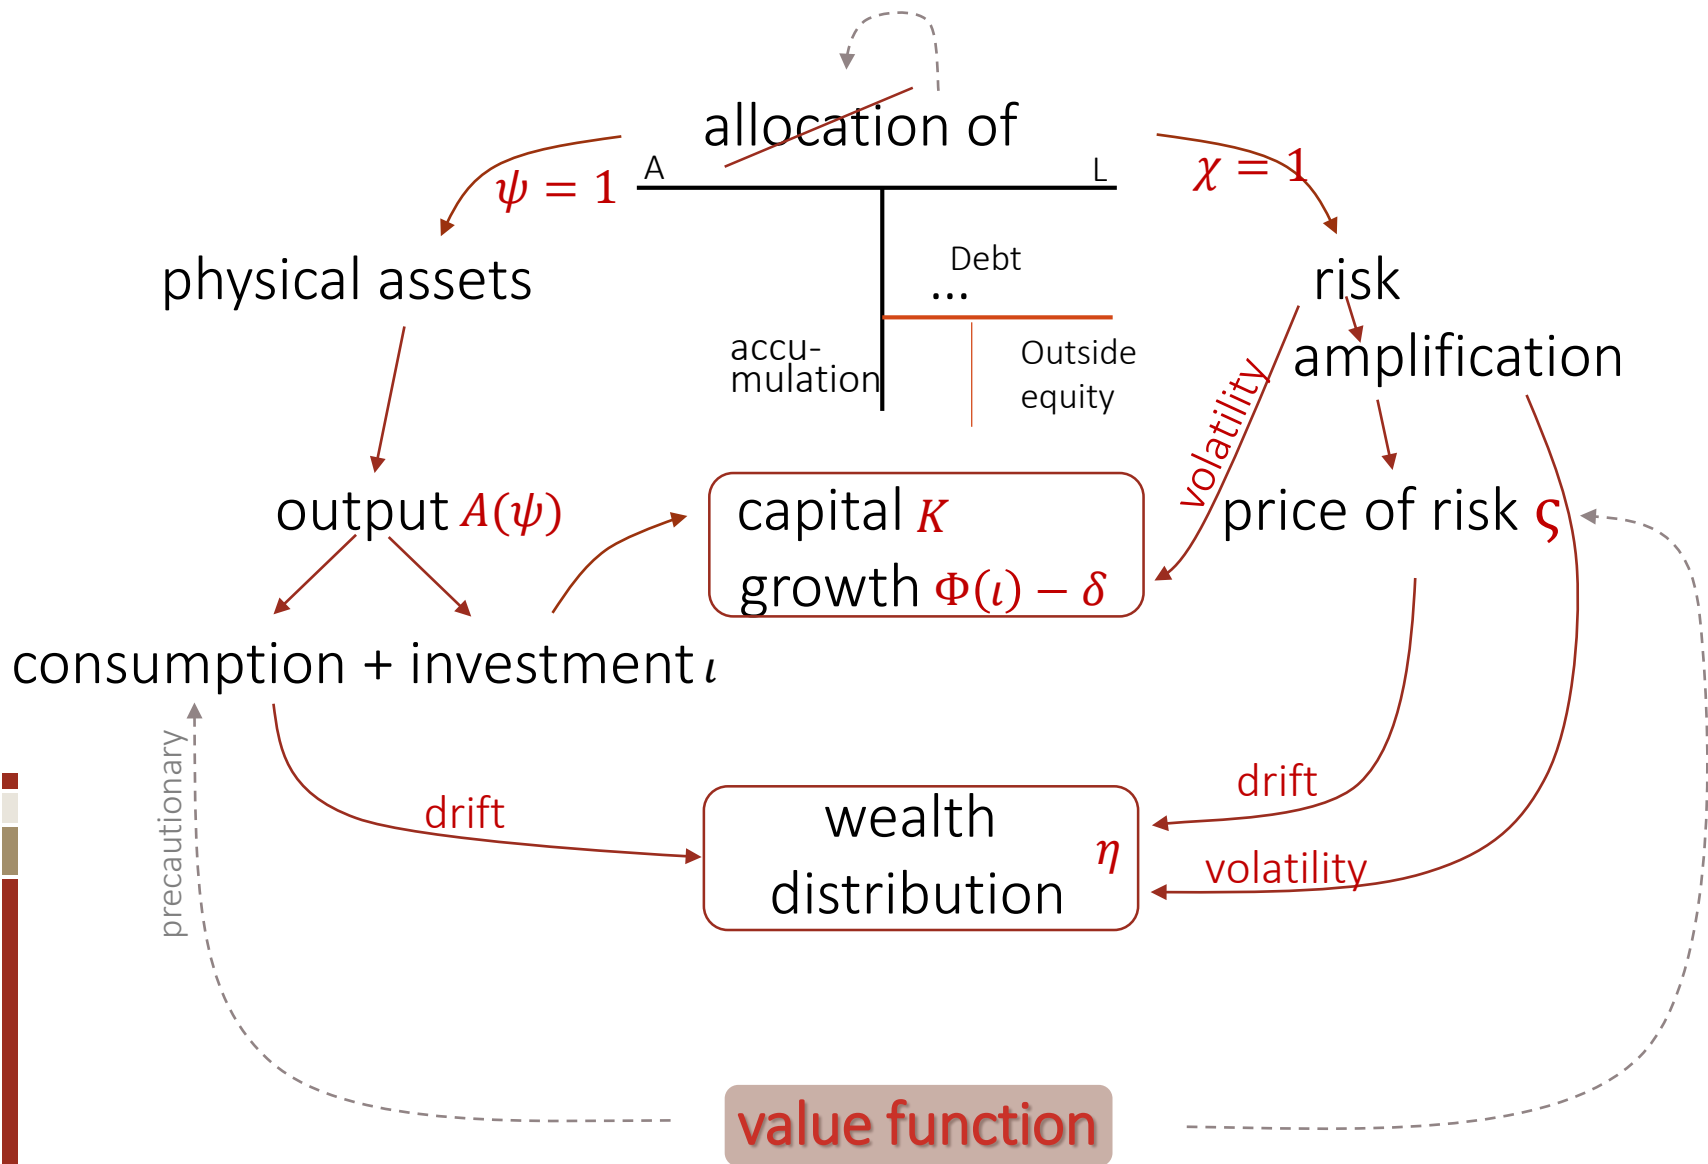 allocation of
A
L
ψ = 1
χ = 1
physical assets
Debt
...
risk
accu-
mulation
Outside
equity
amplification
volatility
output A(ψ)
capital K
growth Φ(ι) − δ
price of risk ς
consumption + investment ι
precautionary
drift
drift
wealth
distribution
η
volatility
value function